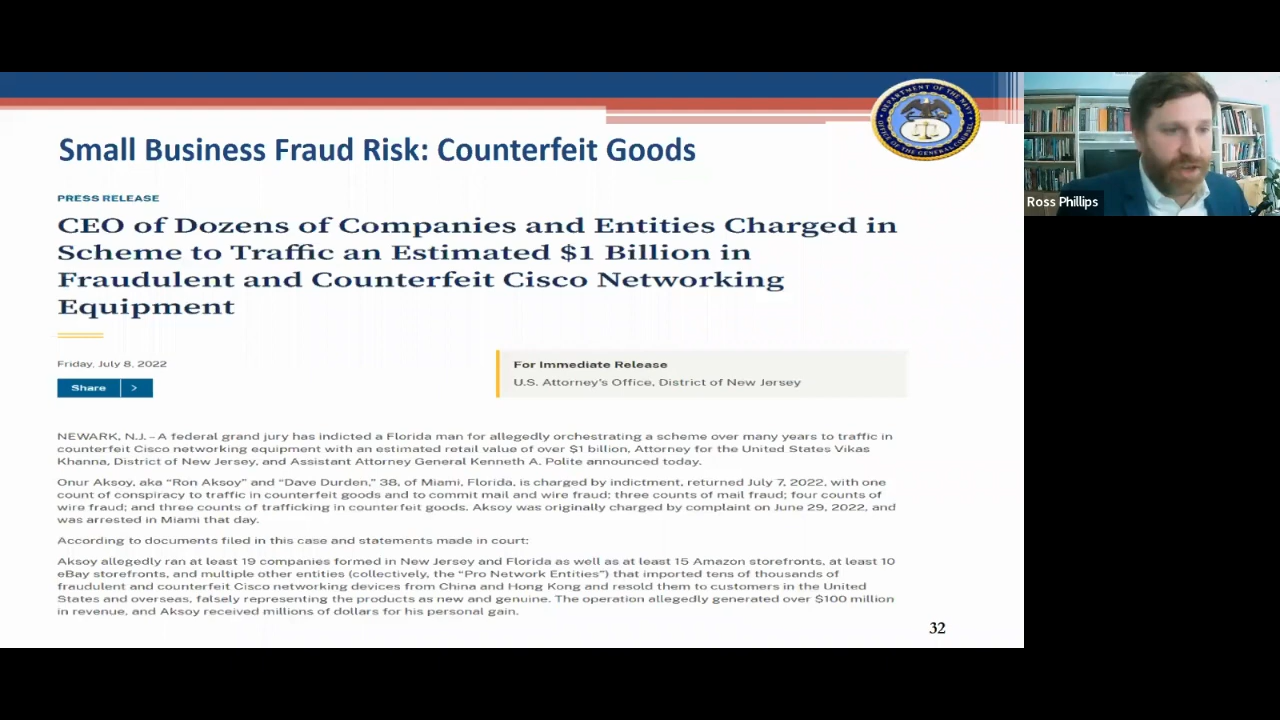 Small Business Fraud Risk: Counterfeit Goods
DEPARTMENT OF THE NAVY
OFFICE OF THE GENERAL COUNSEL
PRESS RELEASE
CEO of Dozens of Companies and Entities Charged in
Scheme to Traffic an Estimated $1 Billion in
Fraudulent and Counterfeit Cisco Networking
Equipment
Friday, July 8, 2022
Share >
For Immediate Release
U.S. Attorney's Office, District of New Jersey
NEWARK, N.J. – A federal grand jury has indicted a Florida man for allegedly orchestrating a scheme over many years to traffic in
counterfeit Cisco networking equipment with an estimated retail value of over $1 billion, Attorney for the United States Vikas
Khanna, District of New Jersey, and Assistant Attorney General Kenneth A. Polite announced today.
Onur Aksoy, aka “Ron Aksoy” and “Dave Durden,” 38, of Miami, Florida, is charged by indictment, returned July 7, 2022, with one
count of conspiracy to traffic in counterfeit goods and to commit mail and wire fraud; three counts of mail fraud; four counts of
wire fraud; and three counts of trafficking in counterfeit goods. Aksoy was originally charged by complaint on June 29, 2022, and
was arrested in Miami that day.
According to documents filed in this case and statements made in court:
Aksoy allegedly ran at least 19 companies formed in New Jersey and Florida as well as at least 15 Amazon storefronts, at least 10
eBay storefronts, and multiple other entities (collectively, the “Pro Network Entities”) that imported tens of thousands of
fraudulent and counterfeit Cisco networking devices from China and Hong Kong and resold them to customers in the United
States and overseas, falsely representing the products as new and genuine. The operation allegedly generated over $100 million
in revenue, and Aksoy received millions of dollars for his personal gain.
32
Ross Phillips